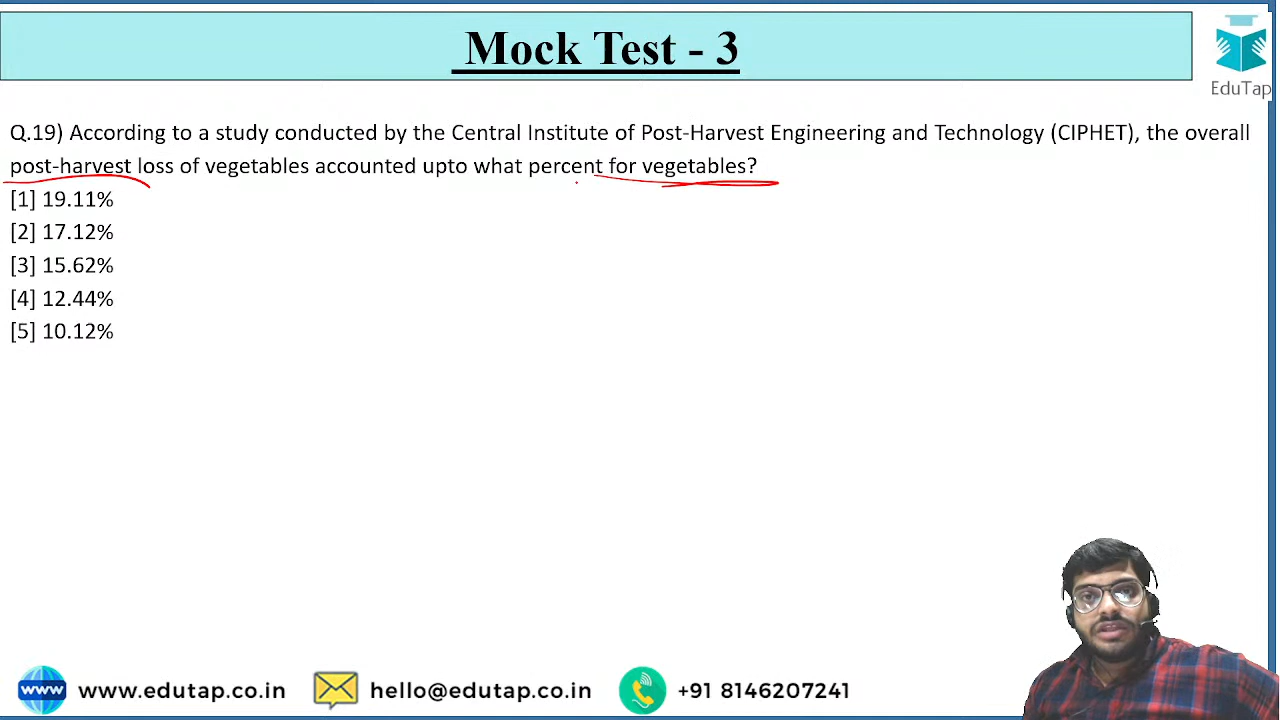 Mock Test - 3
EduTap
Q.19) According to a study conducted by the Central Institute of Post-Harvest Engineering and Technology (CIPHET), the overall
post-harvest loss of vegetables accounted upto what percent for vegetables?
[1] 19.11%
[2] 17.12%
[3] 15.62%
[4] 12.44%
[5] 10.12%
www www.edutap.co.in hello@edutap.co.in +91 8146207241